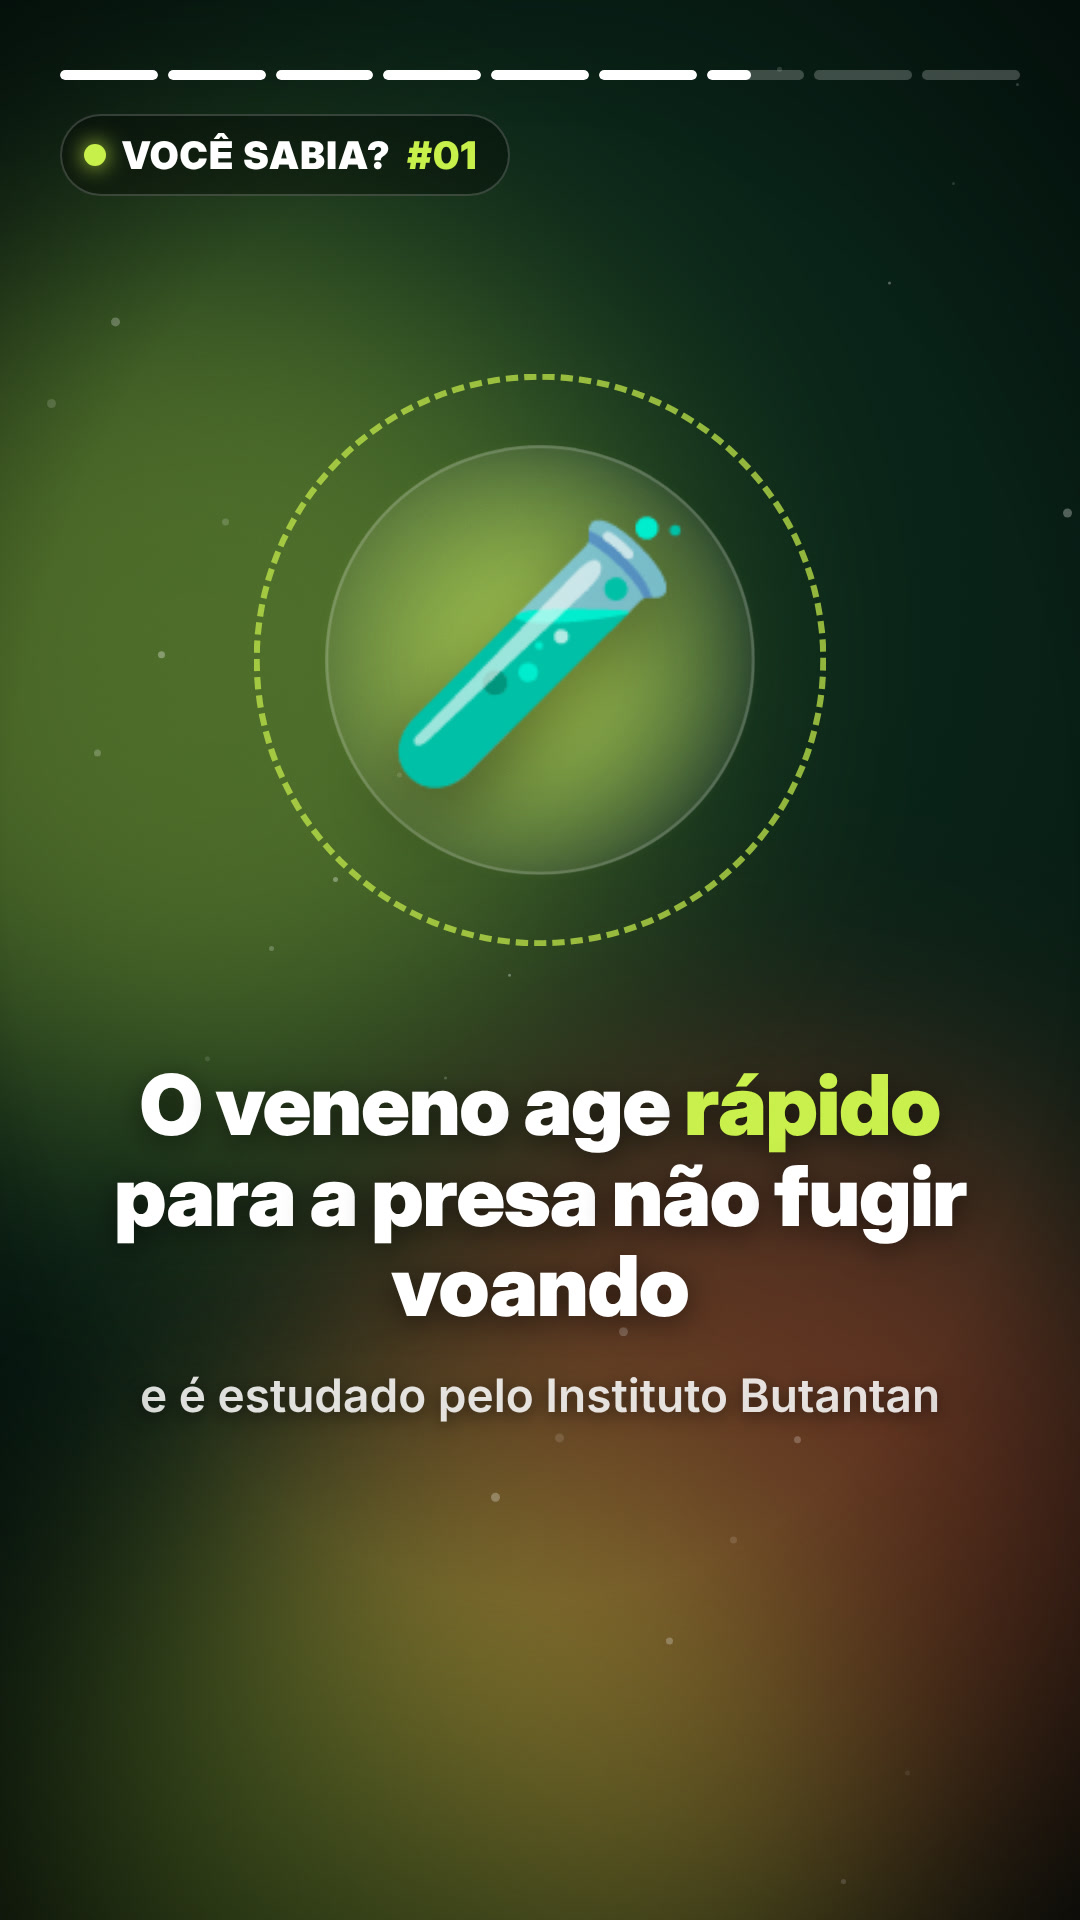 VOCÊ SABIA? #01
O veneno age rápido
para a presa não fugir
voando
e é estudado pelo Instituto Butantan